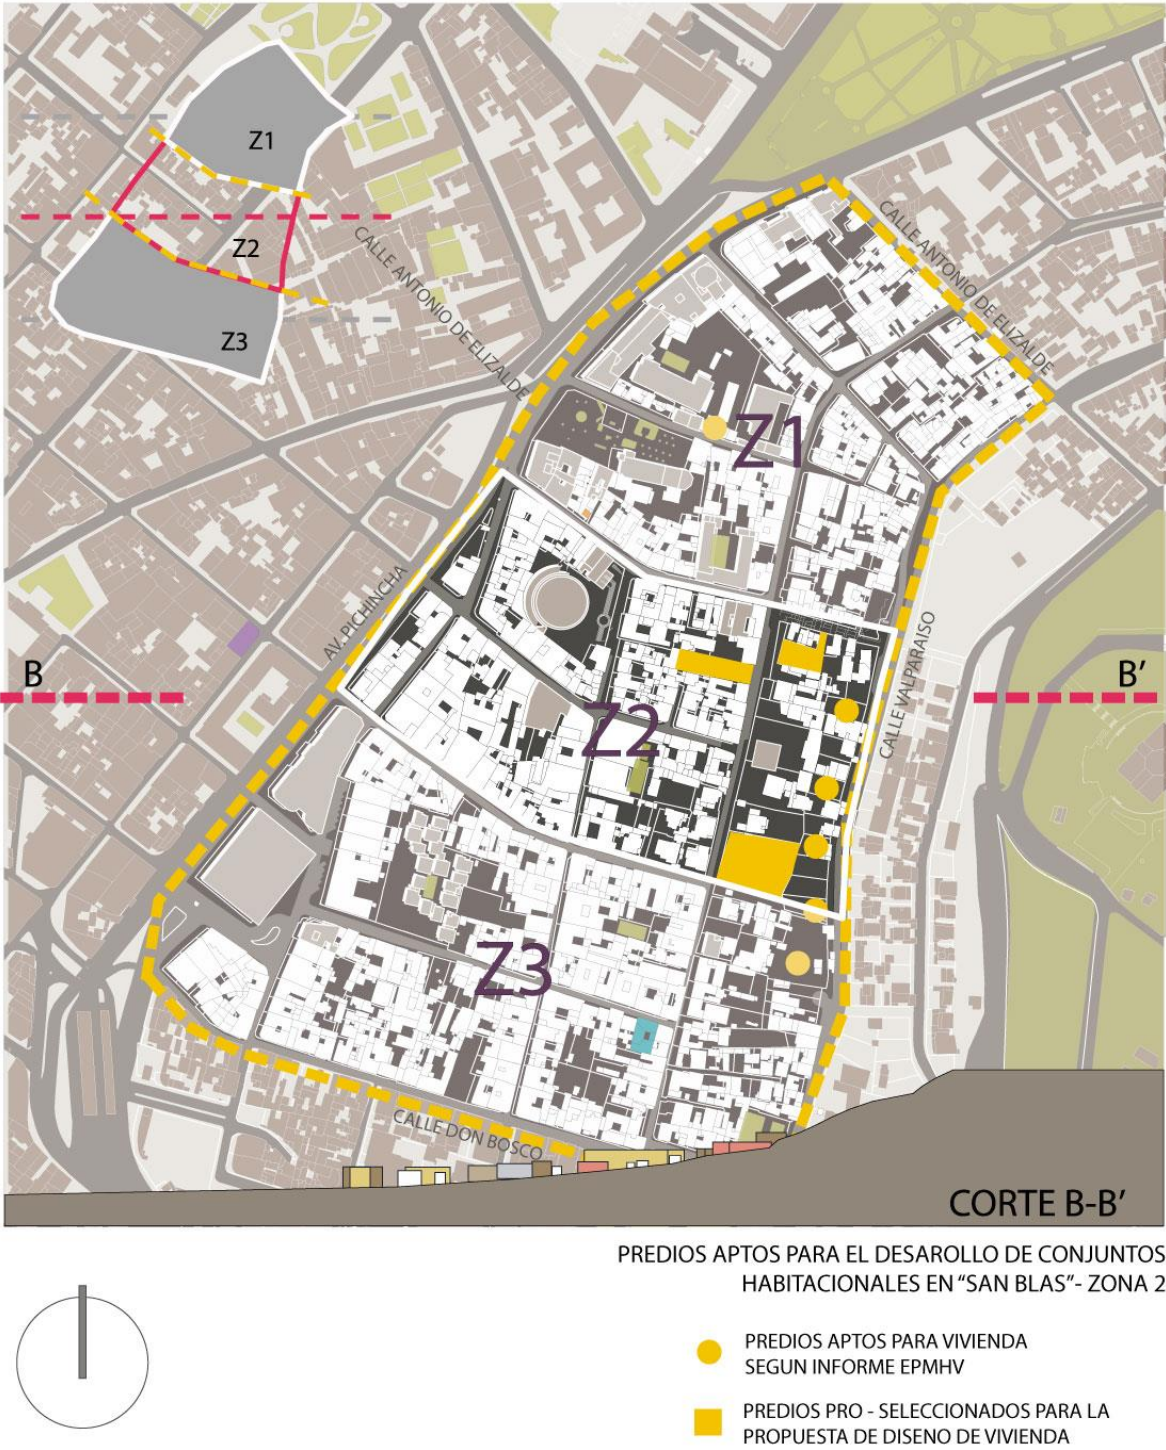 Z1
Z2
Z3
CALLE ANTONIO DE ELIZALDE
CALLE ANTONIO DE ELIZALDE
Z1
AV. PICHINCHA
B
B'
CALLE VALPARAISO
Z2
Z3
CALLE DON BOSCO
CORTE B-B'
PREDIOS APTOS PARA EL DESAROLLO DE CONJUNTOS
HABITACIONALES EN "SAN BLAS"- ZONA 2
PREDIOS APTOS PARA VIVIENDA
SEGUN INFORME EPMHV
PREDIOS PRO - SELECCIONADOS PARA LA
PROPUESTA DE DISENO DE VIVIENDA